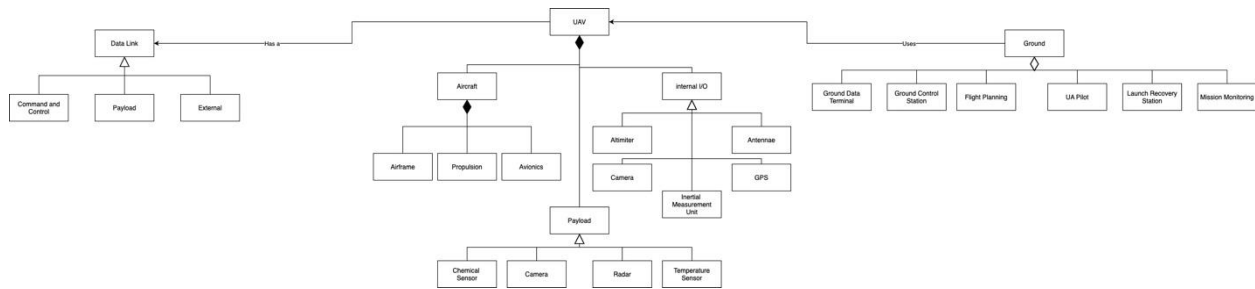 UAV
Data Link
Has a
Uses
Ground
Command and
Control
Payload
External
Aircraft
internal I/O
Ground Data
Terminal
Ground Control
Station
Flight Planning
UA Pilot
Launch Recovery
Station
Mission Monitoring
Airframe
Propulsion
Avionics
Altimiter
Antennae
Camera
GPS
Inertial
Measurement
Unit
Payload
Chemical
Sensor
Camera
Radar
Temperature
Sensor